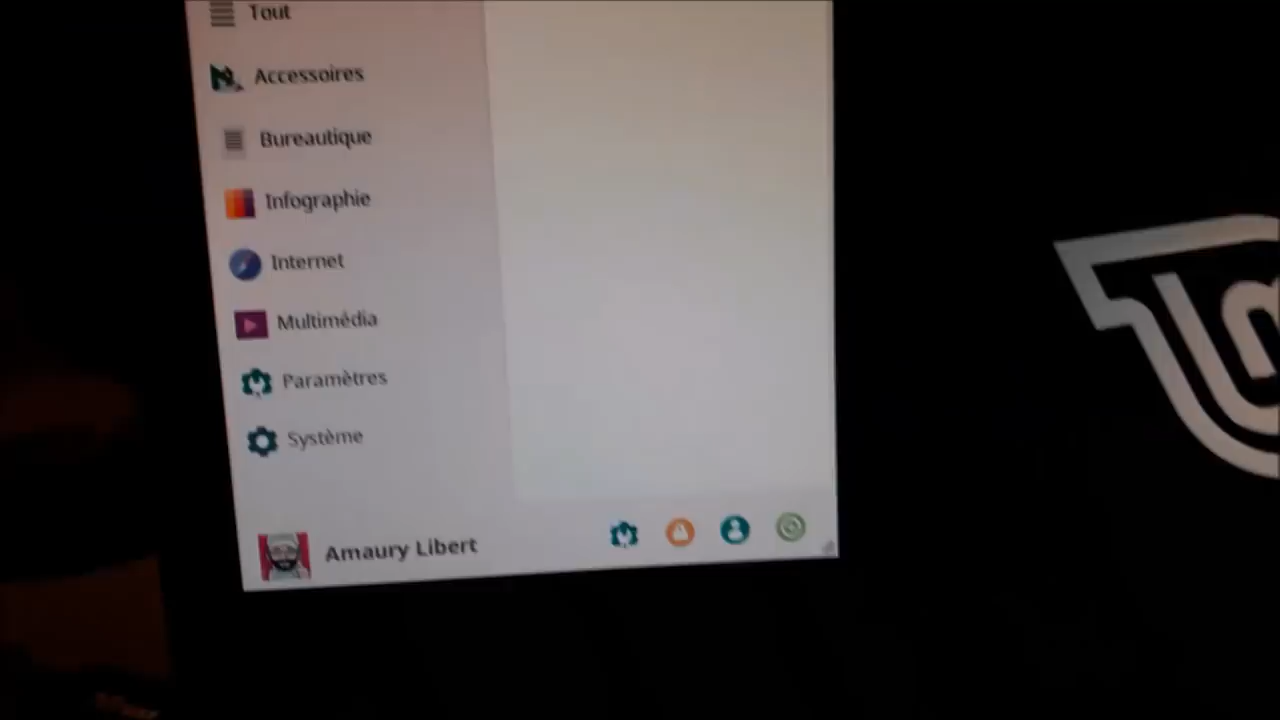 Tout
Accessoires
Bureautique
Infographie
Internet
Multimédia
Paramètres
Système
Amaury Libert